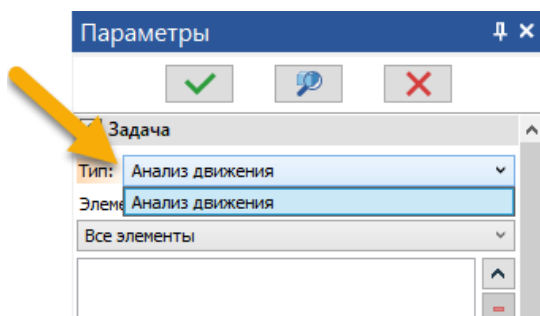 Параметры
Задача
Тип: Анализ движения
Анализ движения
Все элементы